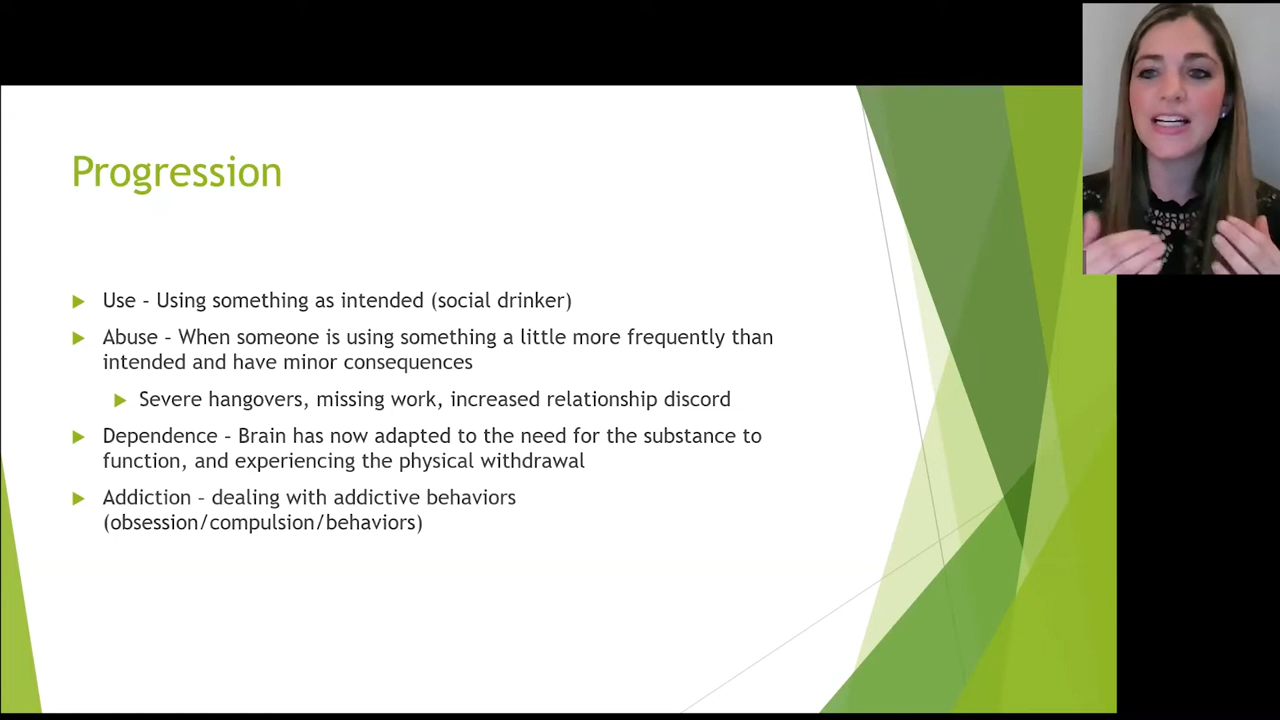 Progression
Use – Using something as intended (social drinker)
Abuse – When someone is using something a little more frequently than
intended and have minor consequences
Severe hangovers, missing work, increased relationship discord
Dependence – Brain has now adapted to the need for the substance to
function, and experiencing the physical withdrawal
Addiction – dealing with addictive behaviors
(obsession/compulsion/behaviors)